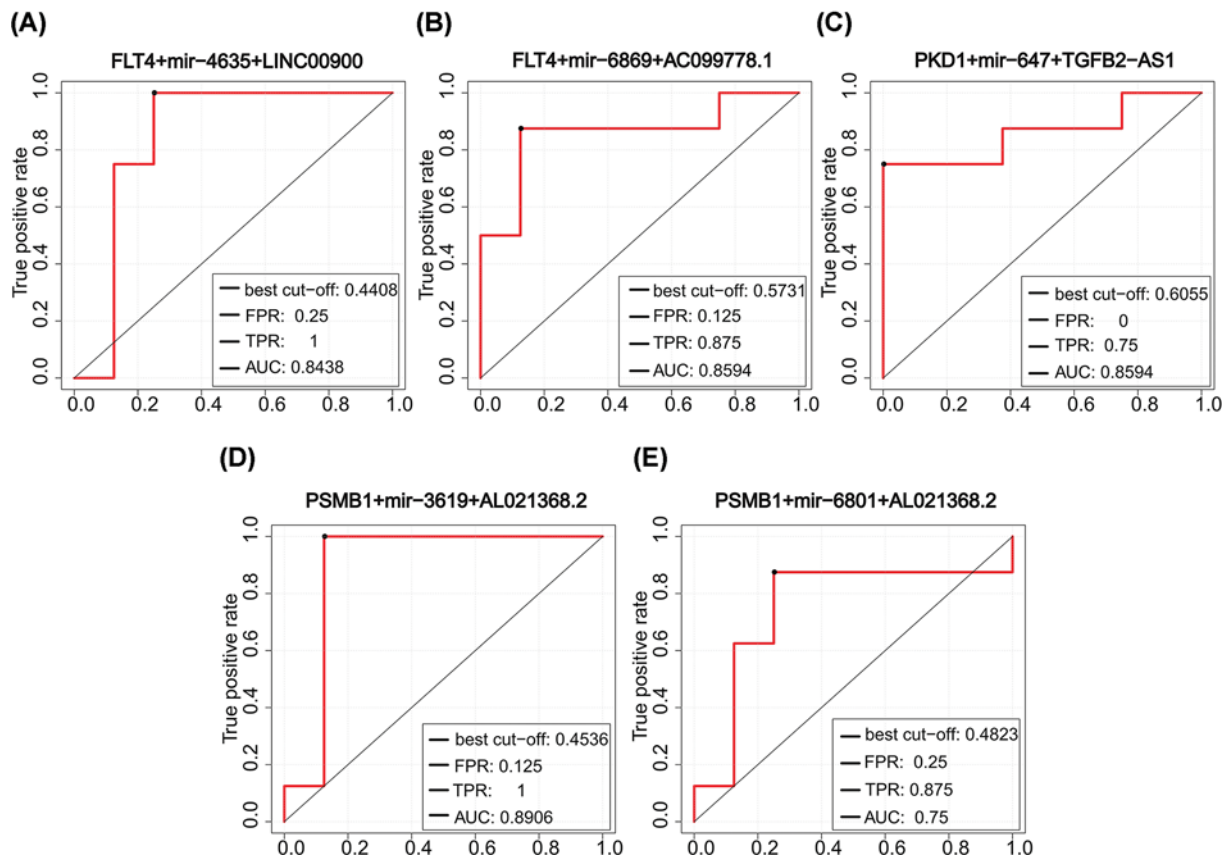 (A)
FLT4+mir-4635+LINC00900
True positive rate
1.0
0.8
0.6
0.4
0.2
0.0
best cut-off: 0.4408
FPR: 0.25
TPR: 1
AUC: 0.8438
0.0 0.2 0.4 0.6 0.8 1.0
(B)
FLT4+mir-6869+AC099778.1
True positive rate
1.0
0.8
0.6
0.4
0.2
0.0
best cut-off: 0.5731
FPR: 0.125
TPR: 0.875
AUC: 0.8594
0.0 0.2 0.4 0.6 0.8 1.0
(C)
PKD1+mir-647+TGFB2-AS1
True positive rate
1.0
0.8
0.6
0.4
0.2
0.0
best cut-off: 0.6055
FPR: 0
TPR: 0.75
AUC: 0.8594
0.0 0.2 0.4 0.6 0.8 1.0
(D)
PSMB1+mir-3619+AL021368.2
True positive rate
1.0
0.8
0.6
0.4
0.2
0.0
best cut-off: 0.4536
FPR: 0.125
TPR: 1
AUC: 0.8906
0.0 0.2 0.4 0.6 0.8 1.0
(E)
PSMB1+mir-6801+AL021368.2
True positive rate
1.0
0.8
0.6
0.4
0.2
0.0
best cut-off: 0.4823
FPR: 0.25
TPR: 0.875
AUC: 0.75
0.0 0.2 0.4 0.6 0.8 1.0